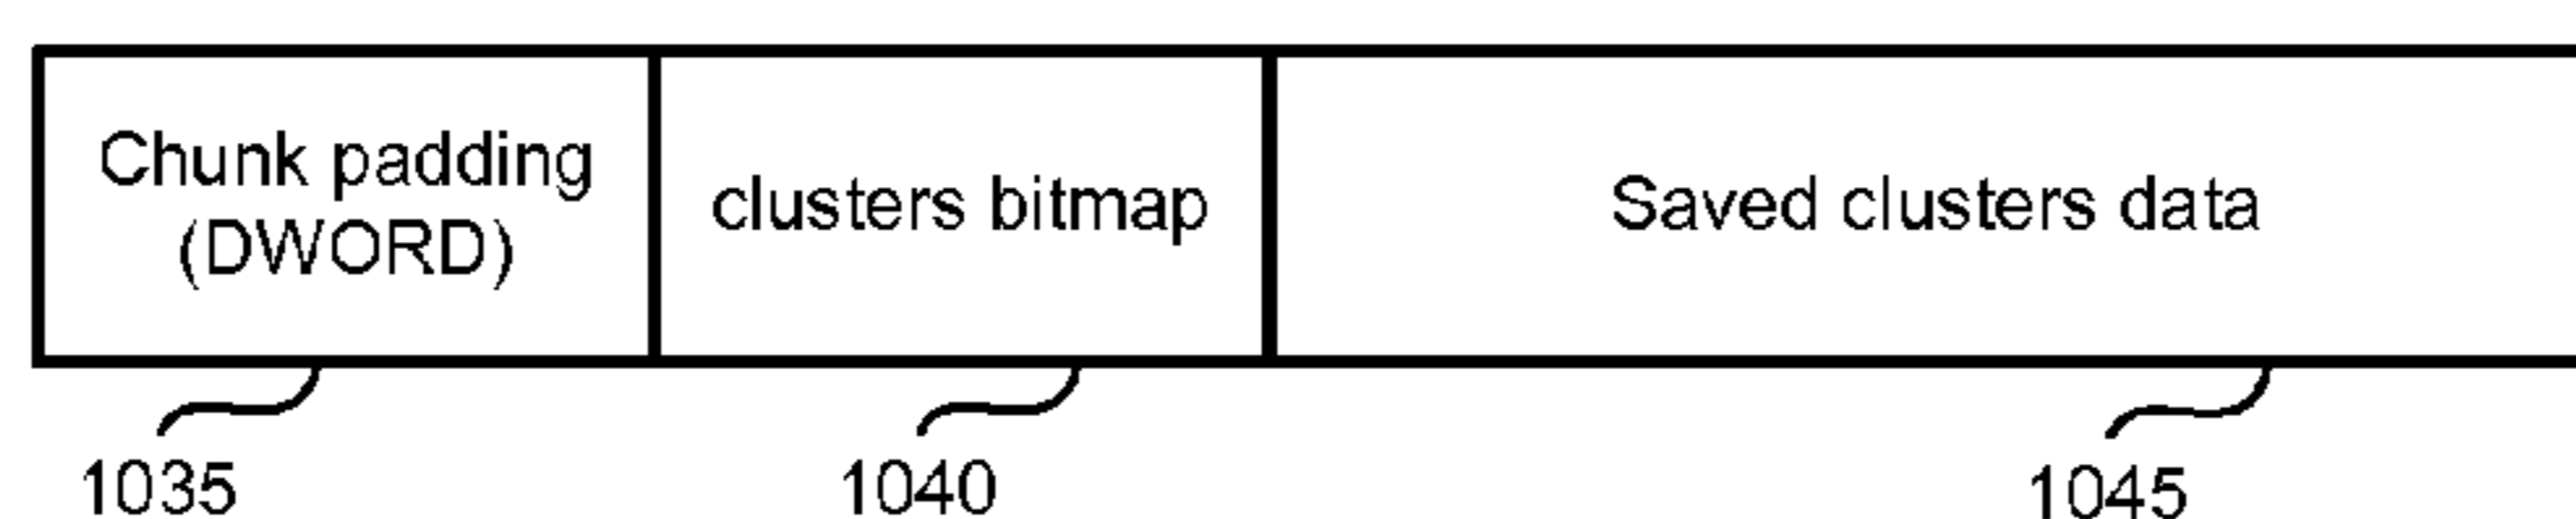 Chunk padding
(DWORD)
clusters bitmap
Saved clusters data
1035
1040
1045